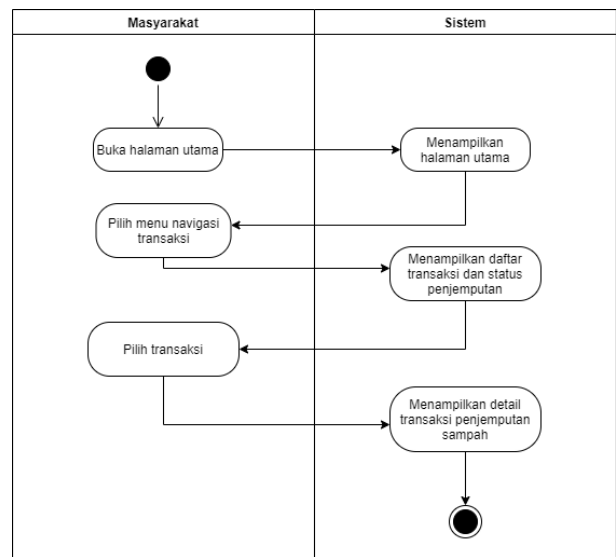 Masyarakat
Sistem
Buka halaman utama
Menampilkan
halaman utama
Pilih menu navigasi
transaksi
Menampilkan daftar
transaksi dan status
penjemputan
Pilih transaksi
Menampilkan detail
transaksi penjemputan
sampah